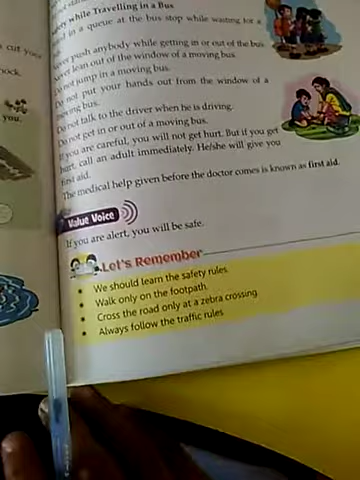 cut your
ock.
you.
while Travelling in a Bus
in a queue at the bus stop while waiting for a
push anybody while getting in or out of the bus
lean out of the window of a moving bus.
not jump in a moving bus.
Do not put your hands out from the window of a
moving bus.
Do not talk to the driver when he is driving.
Do not get in or out of a moving bus.
If you are careful, you will not get hurt. But if you get
hurt, call an adult immediately. He/she will give you
first aid.
The medical help given before the doctor comes is known as first aid.
Value Voice
If you are alert, you will be safe.
Let's Remember
• We should learn the safety rules
• Walk only on the footpath.
• Cross the road only at a zebra crossing
• Always follow the traffic rules